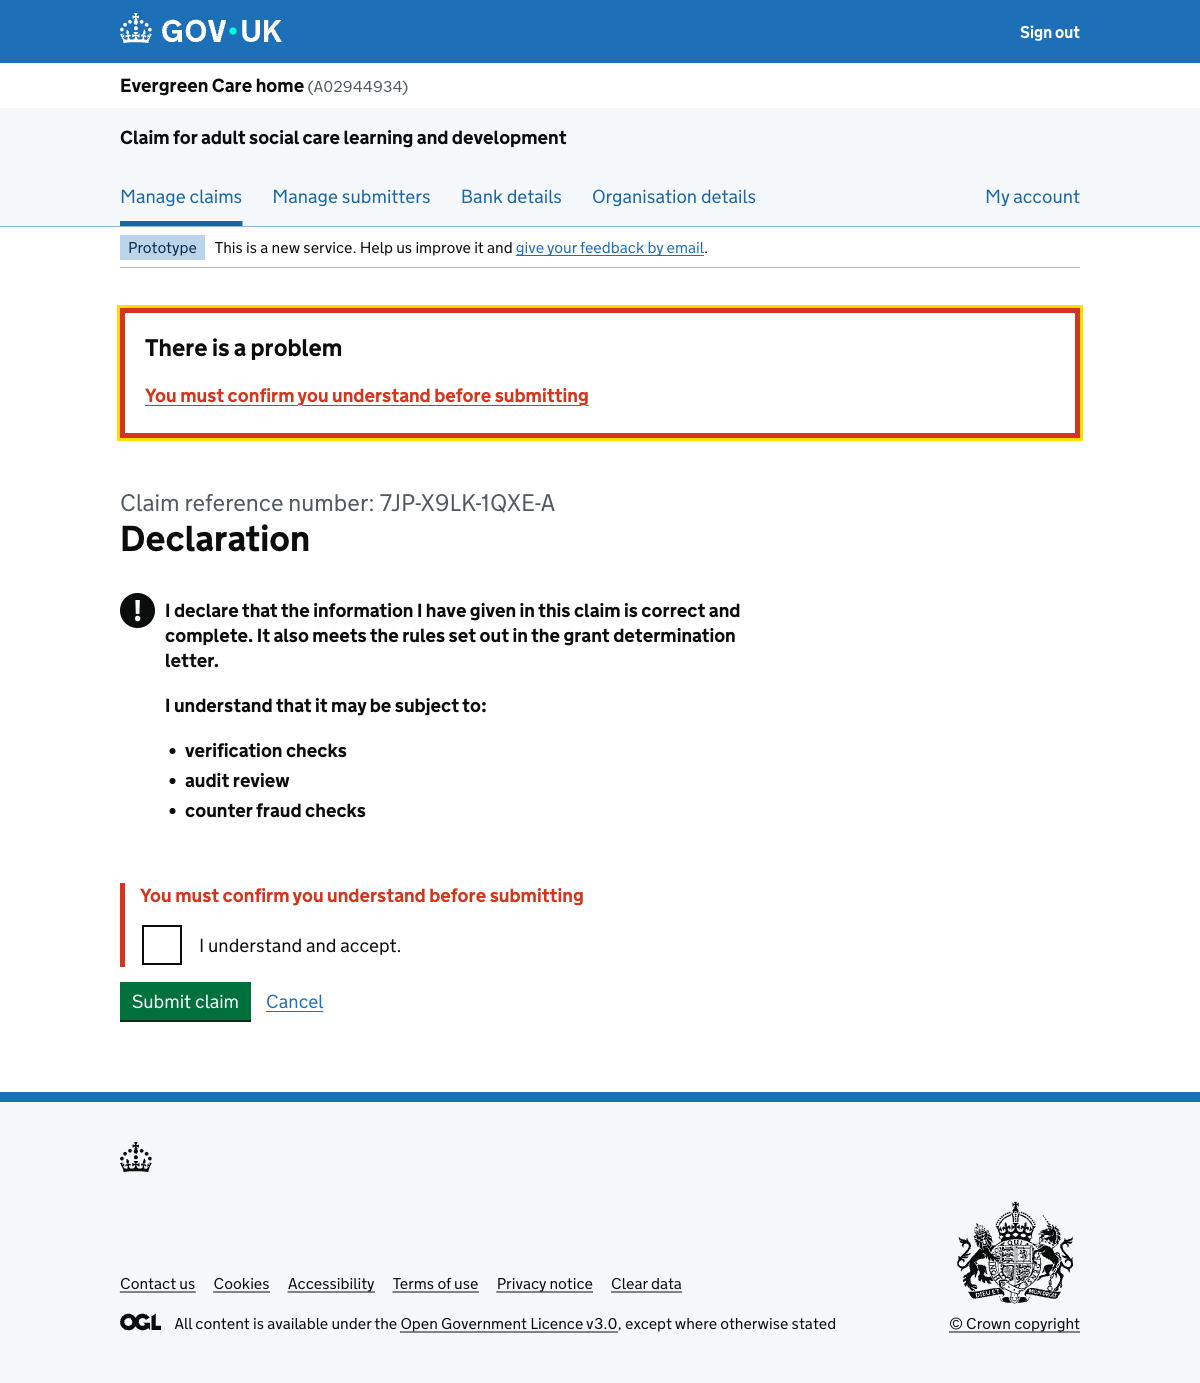 GOV·UK
Sign out
Evergreen Care home (A02944934)
Claim for adult social care learning and development
Manage claims Manage submitters Bank details Organisation details My account
Prototype This is a new service. Help us improve it and give your feedback by email.
There is a problem
You must confirm you understand before submitting
Claim reference number: 7JP-X9LK-1QXE-A
Declaration
! I declare that the information I have given in this claim is correct and
complete. It also meets the rules set out in the grant determination
letter.
I understand that it may be subject to:
• verification checks
• audit review
• counter fraud checks
You must confirm you understand before submitting
I understand and accept.
Submit claim Cancel
Contact us Cookies Accessibility Terms of use Privacy notice Clear data
OGL All content is available under the Open Government Licence v3.0, except where otherwise stated
© Crown copyright